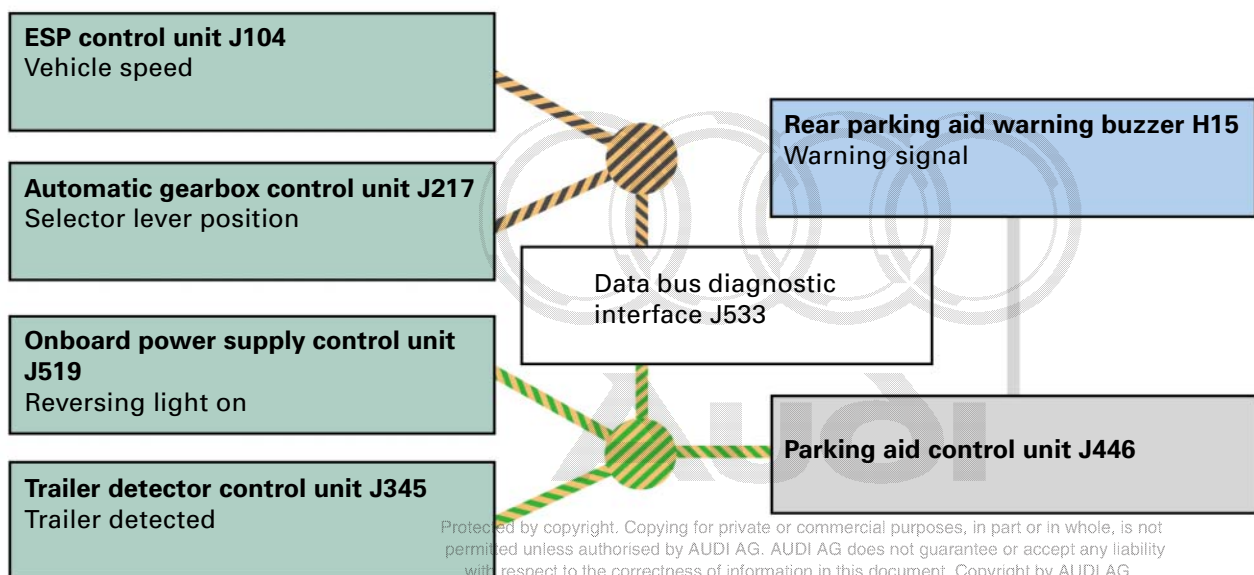 ESP control unit J104
Vehicle speed
Automatic gearbox control unit J217
Selector lever position
Onboard power supply control unit
J519
Reversing light on
Trailer detector control unit J345
Trailer detected
Data bus diagnostic
interface J533
Rear parking aid warning buzzer H15
Warning signal
Parking aid control unit J446
Audi
Protected by copyright. Copying for private or commercial purposes, in part or in whole, is not
permitted unless authorised by AUDI AG. AUDI AG does not guarantee or accept any liability
with respect to the correctness of information in this document. Copyright by AUDI AG.